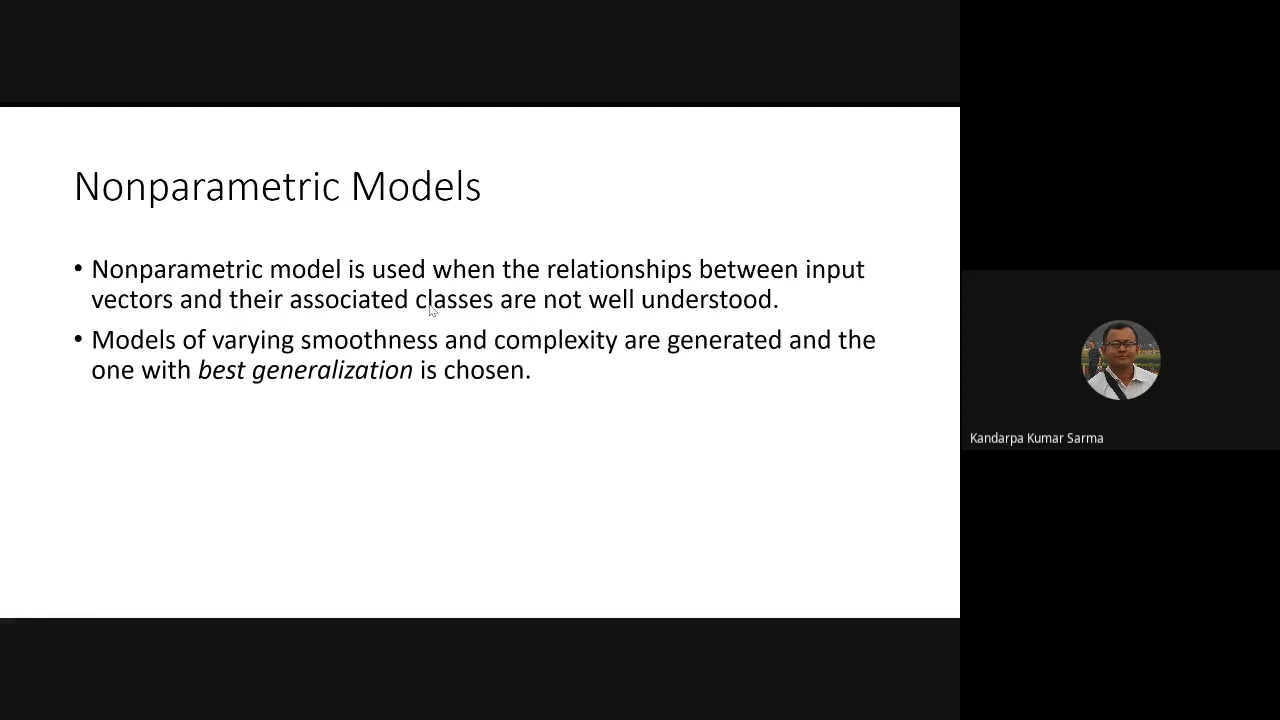 Nonparametric Models
• Nonparametric model is used when the relationships between input
vectors and their associated classes are not well understood.
• Models of varying smoothness and complexity are generated and the
one with best generalization is chosen.
Kandarpa Kumar Sarma